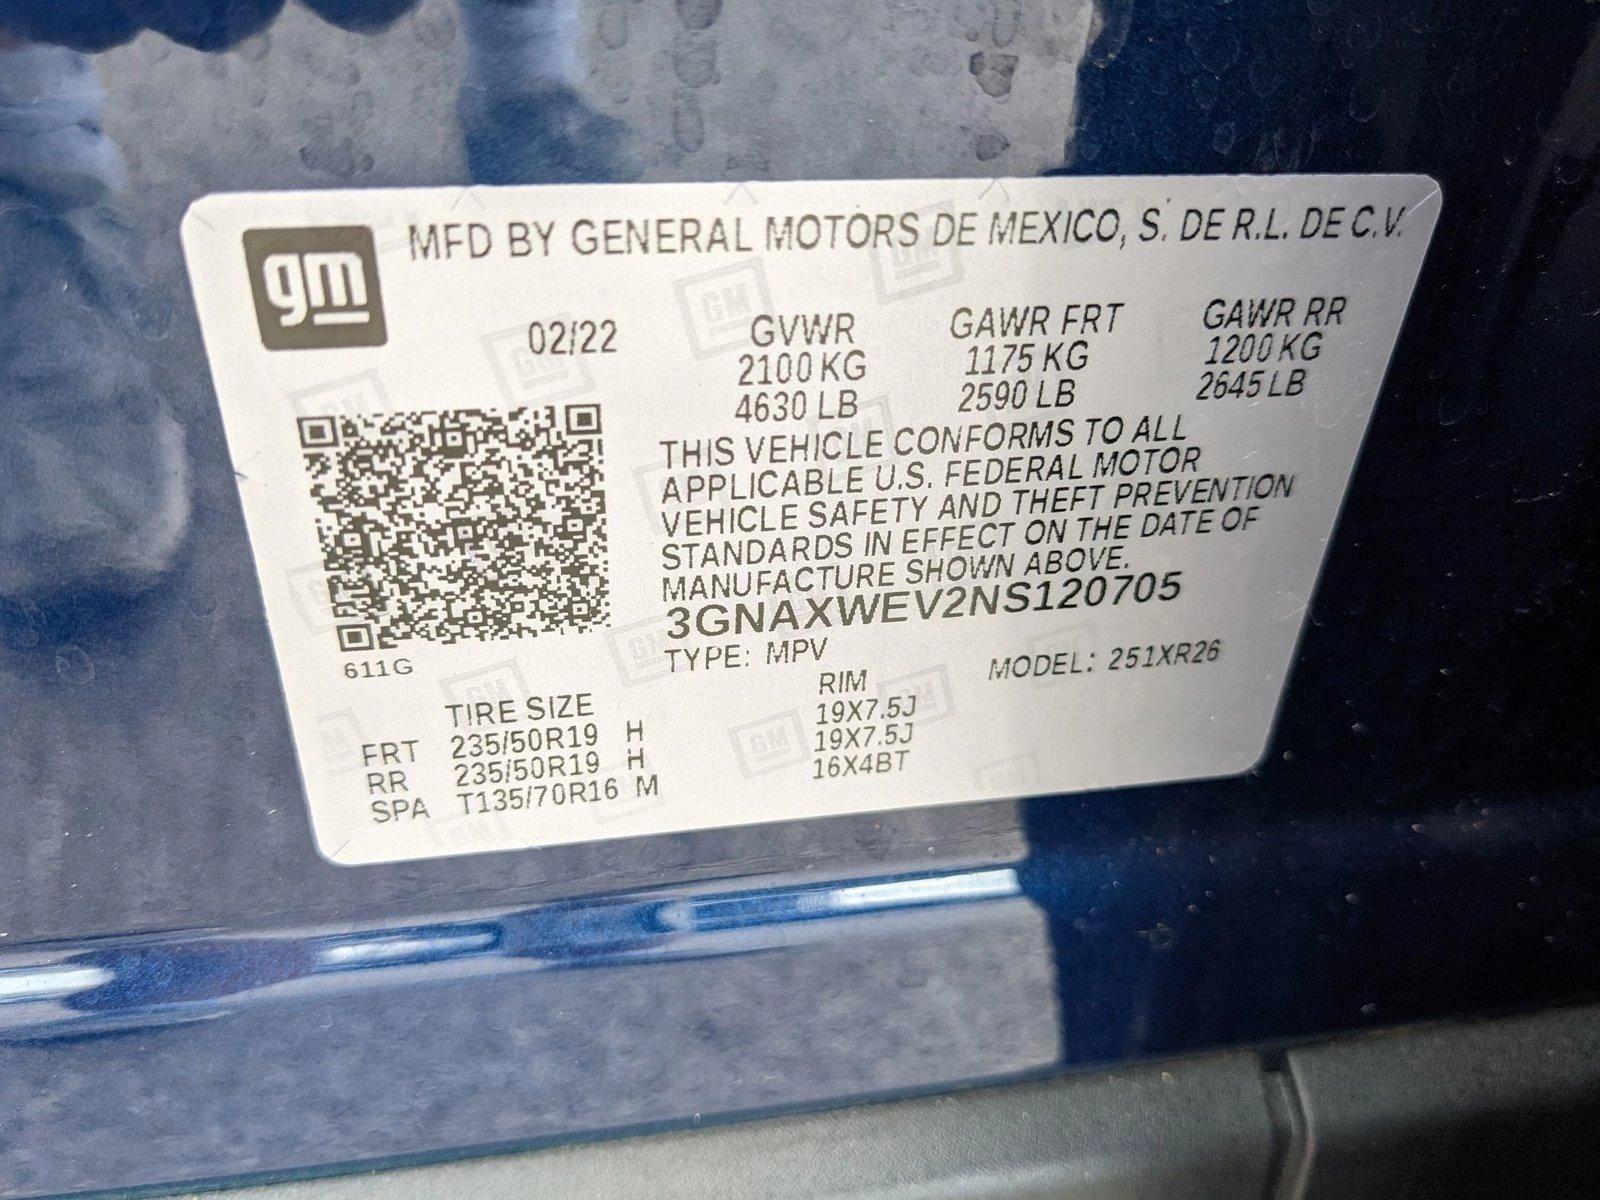 gm
MFD BY GENERAL MOTORS DE MEXICO, S. DE R.L. DE C.V.
02/22
GVWR GAWR FRT GAWR RR
2100 KG 1175 KG 1200 KG
4630 LB 2590 LB 2645 LB
THIS VEHICLE CONFORMS TO ALL
APPLICABLE U.S. FEDERAL MOTOR
VEHICLE SAFETY AND THEFT PREVENTION
STANDARDS IN EFFECT ON THE DATE OF
MANUFACTURE SHOWN ABOVE.
3GNAXWEV2NS120705
611G
TYPE: MPV MODEL: 251XR26
TIRE SIZE RIM
FRT 235/50R19 H 19X7.5J
RR 235/50R19 H 19X7.5J
SPA T135/70R16 M 16X4BT